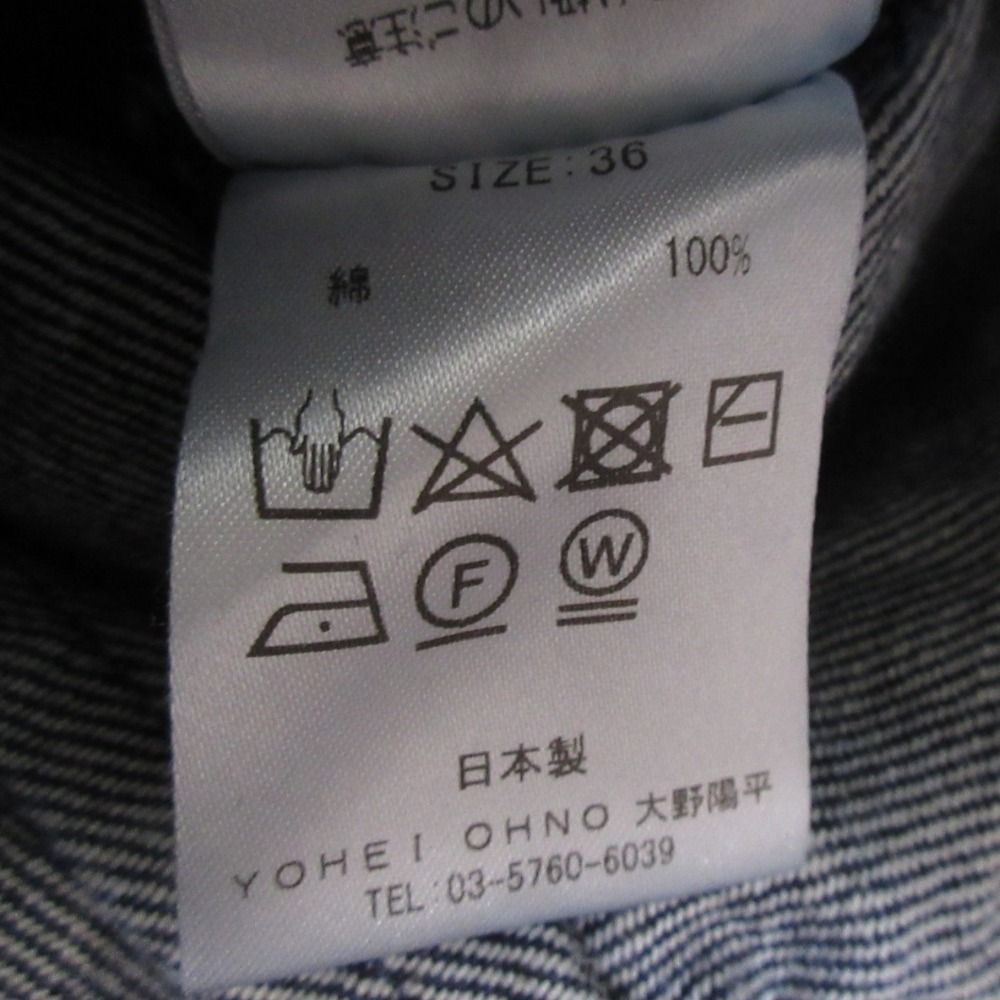 SIZE:36
綿 100%
F W
日本製
YOHEI OHNO 大野陽平
TEL:03-5760-6039